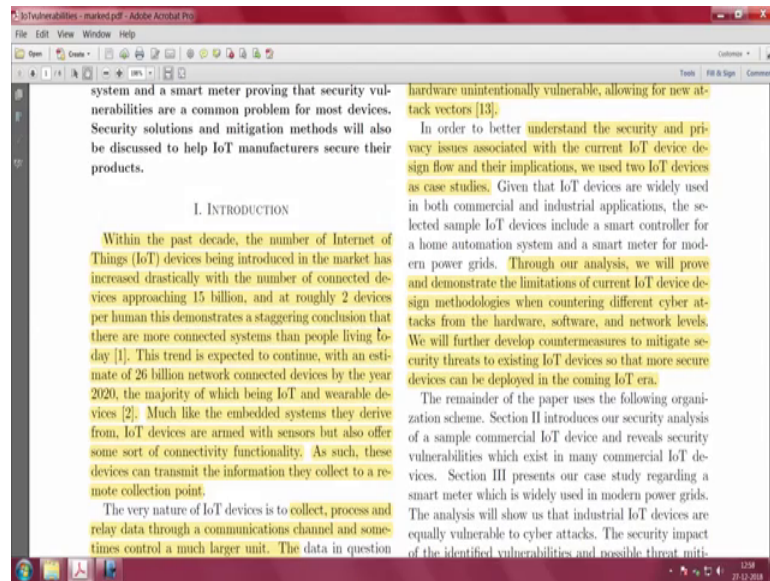 IoTvulnerabilities - marked.pdf - Adobe Acrobat Pro
File Edit View Window Help
Open Create Customize
1 / 8 108% Tools Fill & Sign Commen
system and a smart meter proving that security vul-
nerabilities are a common problem for most devices.
Security solutions and mitigation methods will also
be discussed to help IoT manufacturers secure their
products.
I. INTRODUCTION
Within the past decade, the number of Internet of
Things (IoT) devices being introduced in the market has
increased drastically with the number of connected de-
vices approaching 15 billion, and at roughly 2 devices
per human this demonstrates a staggering conclusion that
there are more connected systems than people living to-
day [1]. This trend is expected to continue, with an esti-
mate of 26 billion network connected devices by the year
2020, the majority of which being IoT and wearable de-
vices [2]. Much like the embedded systems they derive
from, IoT devices are armed with sensors but also offer
some sort of connectivity functionality. As such, these
devices can transmit the information they collect to a re-
mote collection point.
The very nature of IoT devices is to collect, process and
relay data through a communications channel and some-
times control a much larger unit. The data in question
hardware unintentionally vulnerable, allowing for new at-
tack vectors [13].
In order to better understand the security and pri-
vacy issues associated with the current IoT device de-
sign flow and their implications, we used two IoT devices
as case studies. Given that IoT devices are widely used
in both commercial and industrial applications, the se-
lected sample IoT devices include a smart controller for
a home automation system and a smart meter for mod-
ern power grids. Through our analysis, we will prove
and demonstrate the limitations of current IoT device de-
sign methodologies when countering different cyber at-
tacks from the hardware, software, and network levels.
We will further develop countermeasures to mitigate se-
curity threats to existing IoT devices so that more secure
devices can be deployed in the coming IoT era.
The remainder of the paper uses the following organi-
zation scheme. Section II introduces our security analysis
of a sample commercial IoT device and reveals security
vulnerabilities which exist in many commercial IoT de-
vices. Section III presents our case study regarding a
smart meter which is widely used in modern power grids.
The analysis will show us that industrial IoT devices are
equally vulnerable to cyber attacks. The security impact
of the identified vulnerabilities and possible threat miti-
12:58
27-12-2018